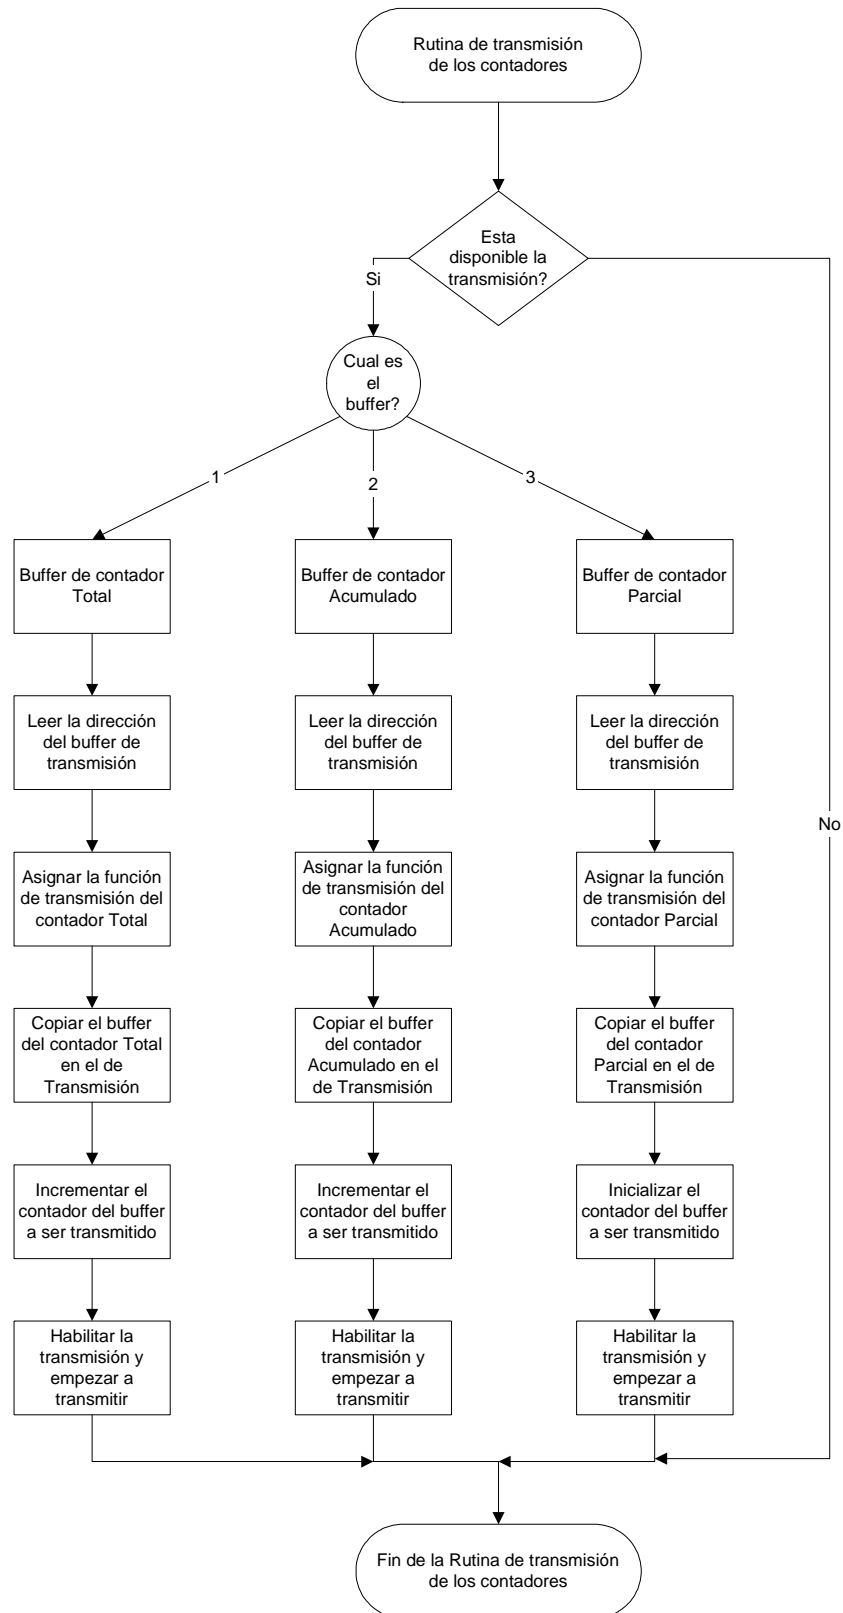 Rutina de transmisión
de los contadores
Esta
disponible la
transmisión?
Si
Cual es
el
buffer?
1
2
3
Buffer de contador
Total
Buffer de contador
Acumulado
Buffer de contador
Parcial
Leer la dirección
del buffer de
transmisión
Leer la dirección
del buffer de
transmisión
Leer la dirección
del buffer de
transmisión
No
Asignar la función
de transmisión del
contador Total
Asignar la función
de transmisión del
contador
Acumulado
Asignar la función
de transmisión del
contador Parcial
Copiar el buffer
del contador Total
en el de
Transmisión
Copiar el buffer
del contador
Acumulado en el
de Transmisión
Copiar el buffer
del contador
Parcial en el de
Transmisión
Incrementar el
contador del buffer
a ser transmitido
Incrementar el
contador del buffer
a ser transmitido
Inicializar el
contador del buffer
a ser transmitido
Habilitar la
transmisión y
empezar a
transmitir
Habilitar la
transmisión y
empezar a
transmitir
Habilitar la
transmisión y
empezar a
transmitir
Fin de la Rutina de transmisión
de los contadores